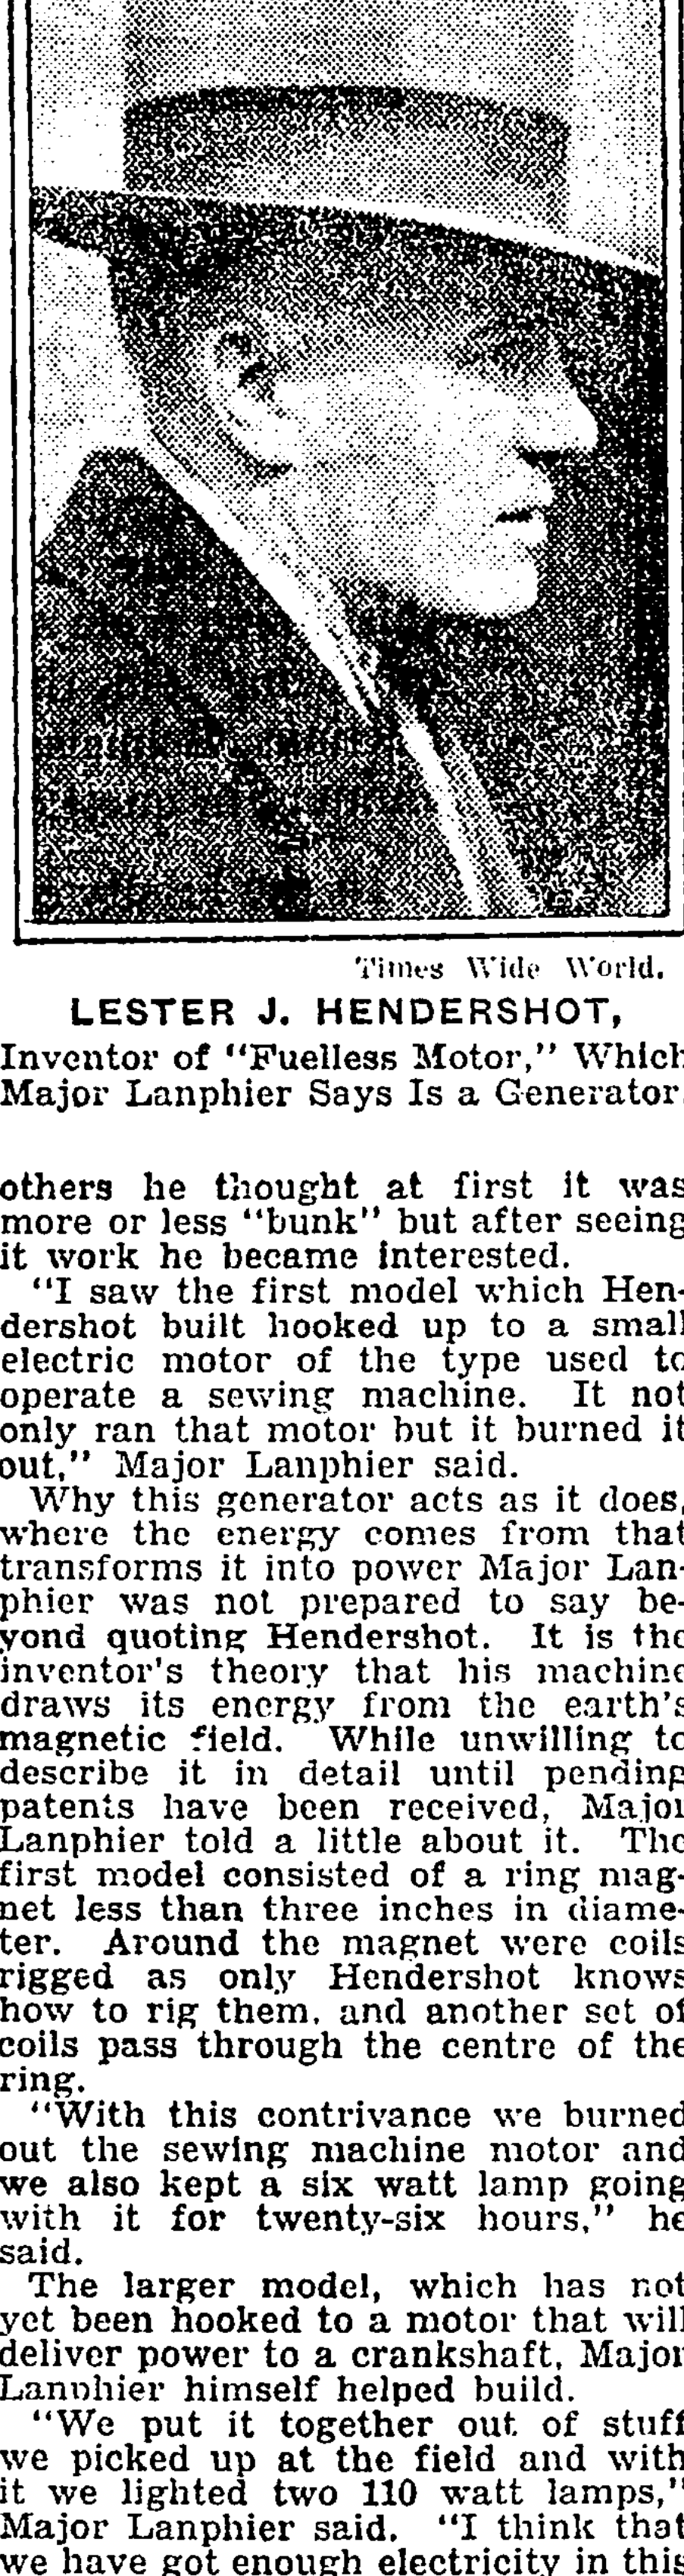 Times Wide World.
LESTER J. HENDERSHOT,
Inventor of "Fuelless Motor," Which
Major Lanphier Says Is a Generator.
others he thought at first it was
more or less "bunk" but after seeing
it work he became interested.
"I saw the first model which Hen-
dershot built hooked up to a small
electric motor of the type used to
operate a sewing machine. It not
only ran that motor but it burned it
out," Major Lanphier said.
Why this generator acts as it does,
where the energy comes from that
transforms it into power Major Lan-
phier was not prepared to say be-
yond quoting Hendershot. It is the
inventor's theory that his machine
draws its energy from the earth's
magnetic field. While unwilling to
describe it in detail until pending
patents have been received, Major
Lanphier told a little about it. The
first model consisted of a ring mag-
net less than three inches in diame-
ter. Around the magnet were coils
rigged as only Hendershot knows
how to rig them, and another set of
coils pass through the centre of the
ring.
"With this contrivance we burned
out the sewing machine motor and
we also kept a six watt lamp going
with it for twenty-six hours," he
said.
The larger model, which has not
yet been hooked to a motor that will
deliver power to a crankshaft, Major
Lanphier himself helped build.
"We put it together out of stuff
we picked up at the field and with
it we lighted two 110 watt lamps,"
Major Lanphier said. "I think that
we have got enough electricity in this